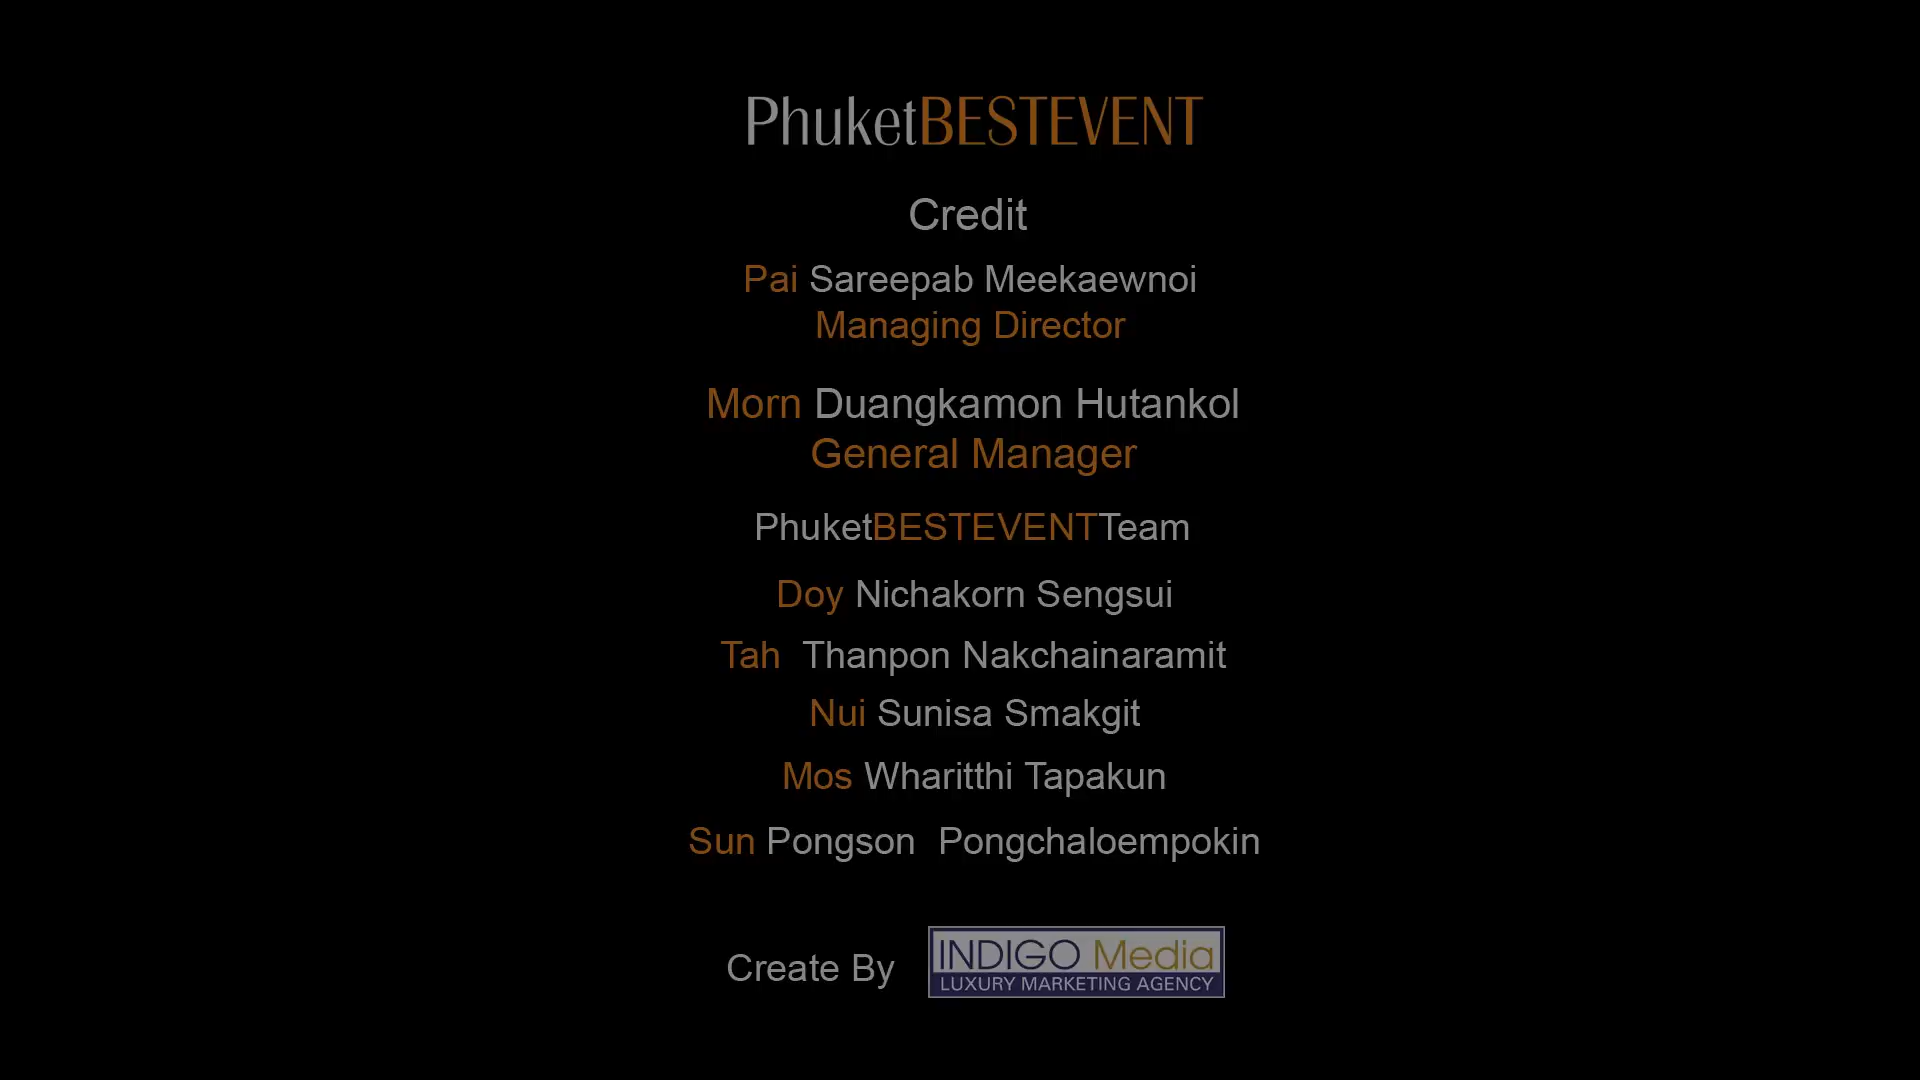 PhuketBESTEVENT
Credit
Pai Sareepab Meekaewnoi
Managing Director
Morn Duangkamon Hutankol
General Manager
PhuketBESTEVENTTeam
Doy Nichakorn Sengsui
Tah Thanpon Nakchainaramit
Nui Sunisa Smakgit
Mos Wharitthi Tapakun
Sun Pongson Pongchaloempokin
Create By INDIGO Media
LUXURY MARKETING AGENCY